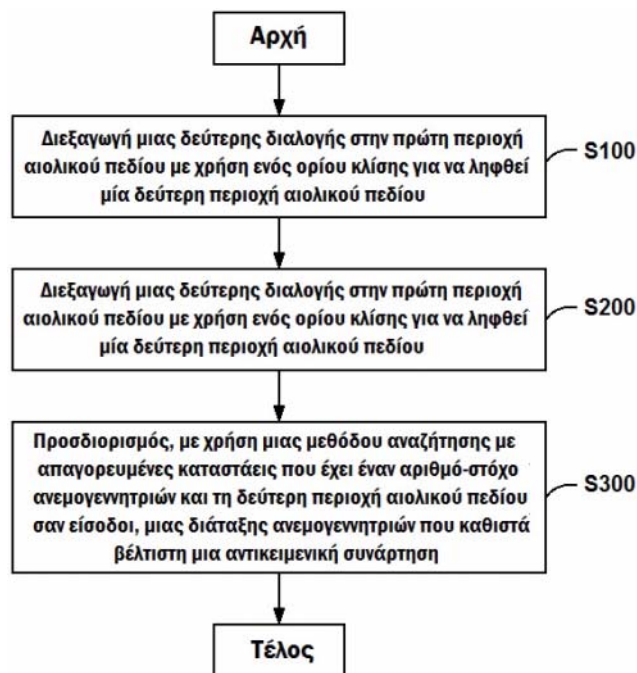 Αρχή
Διεξαγωγή μιας δεύτερης διαλογής στην πρώτη περιοχή
αιολικού πεδίου με χρήση ενός ορίου κλίσης για να ληφθεί
μία δεύτερη περιοχή αιολικού πεδίου
S100
Διεξαγωγή μιας δεύτερης διαλογής στην πρώτη περιοχή
αιολικού πεδίου με χρήση ενός ορίου κλίσης για να ληφθεί
μία δεύτερη περιοχή αιολικού πεδίου
S200
Προσδιορισμός, με χρήση μιας μεθόδου αναζήτησης με
απαγορευμένες καταστάσεις που έχει έναν αριθμό-στόχο
ανεμογεννητριών και τη δεύτερη περιοχή αιολικού πεδίου
σαν είσοδοι, μιας διάταξης ανεμογεννητριών που καθιστά
βέλτιστη μια αντικειμενική συνάρτηση
S300
Τέλος